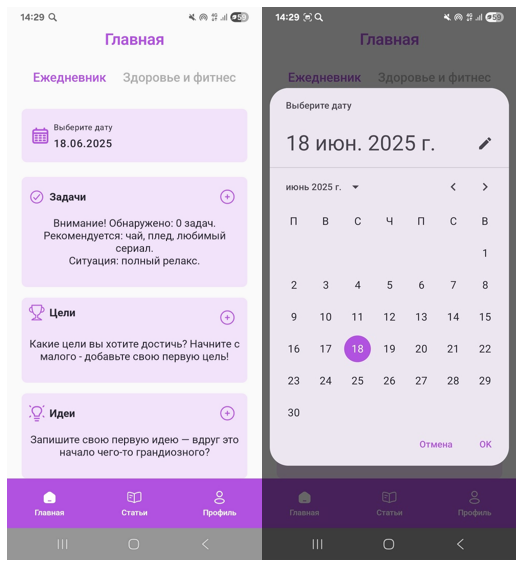 14:29
59
Главная
Ежедневник Здоровье и фитнес
Выберите дату
18.06.2025
Задачи
Внимание! Обнаружено: 0 задач.
Рекомендуется: чай, плед, любимый
сериал.
Ситуация: полный релакс.
Цели
Какие цели вы хотите достичь? Начните с
малого - добавьте свою первую цель!
Идеи
Запишите свою первую идею — вдруг это
начало чего-то грандиозного?
Главная Статьи Профиль
14:29
59
Главная
Ежедневник Здоровье и фитнес
Выберите дату
18 июн. 2025 г.
июнь 2025 г.
П В С Ч П С В
1
2 3 4 5 6 7 8
9 10 11 12 13 14 15
16 17 18 19 20 21 22
23 24 25 26 27 28 29
30
Отмена OK
Главная Статьи Профиль